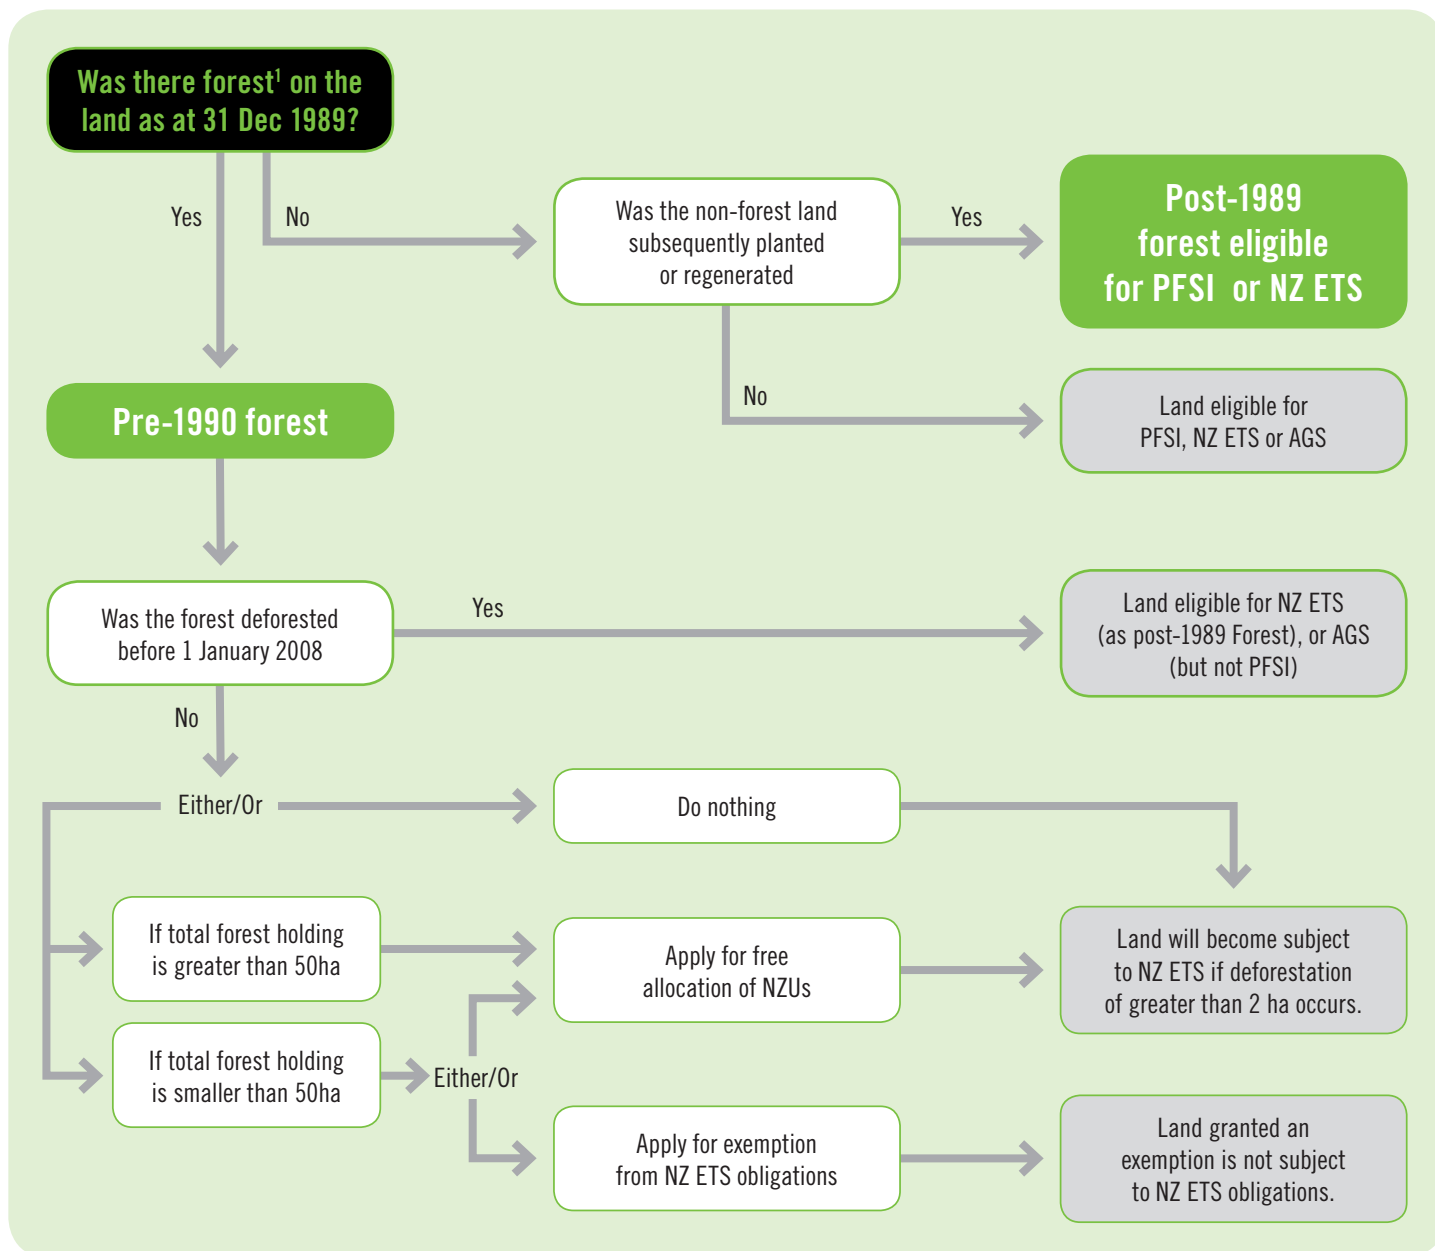 Was there forest¹ on the
land as at 31 Dec 1989?
Yes
No
Was the non-forest land
subsequently planted
or regenerated
Yes
Post-1989
forest eligible
for PFSI or NZ ETS
No
Land eligible for
PFSI, NZ ETS or AGS
Pre-1990 forest
Was the forest deforested
before 1 January 2008
Yes
Land eligible for NZ ETS
(as post-1989 Forest), or AGS
(but not PFSI)
No
Either/Or
Do nothing
If total forest holding
is greater than 50ha
Apply for free
allocation of NZUs
Land will become subject
to NZ ETS if deforestation
of greater than 2 ha occurs.
If total forest holding
is smaller than 50ha
Either/Or
Apply for exemption
from NZ ETS obligations
Land granted an
exemption is not subject
to NZ ETS obligations.